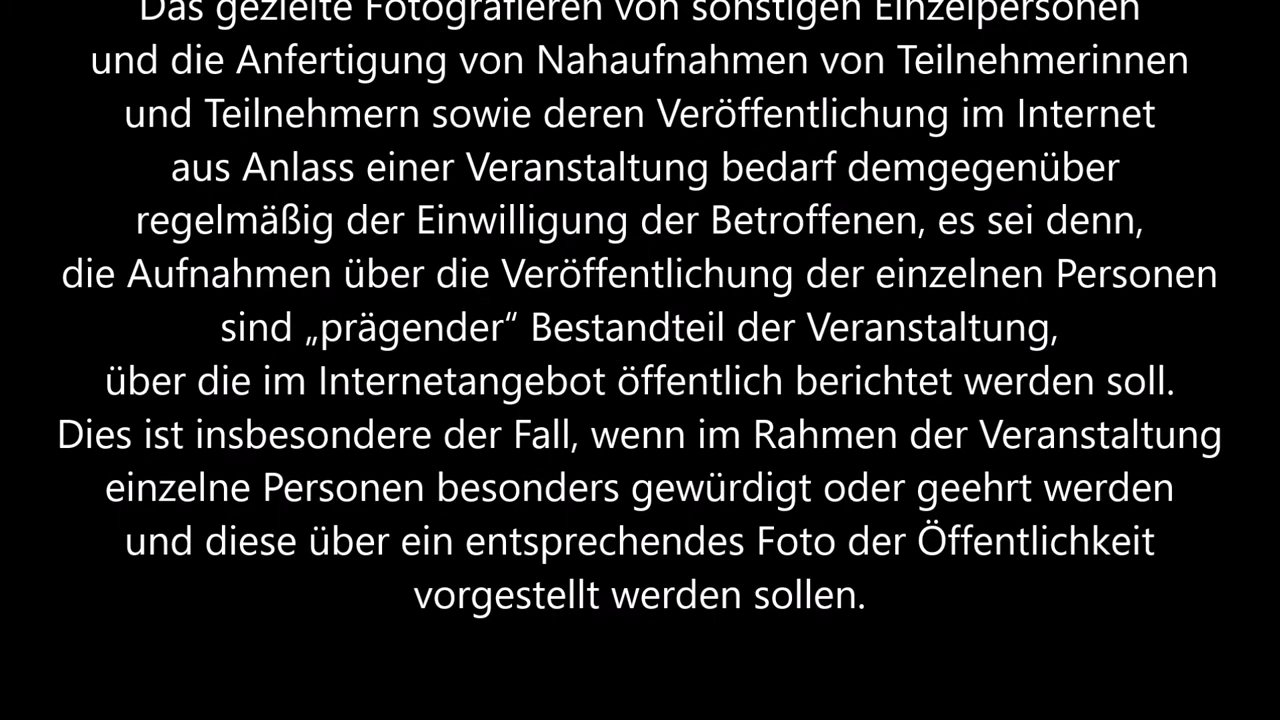 Das gezielte Fotografieren von sonstigen Einzelpersonen
und die Anfertigung von Nahaufnahmen von Teilnehmerinnen
und Teilnehmern sowie deren Veröffentlichung im Internet
aus Anlass einer Veranstaltung bedarf demgegenüber
regelmäßig der Einwilligung der Betroffenen, es sei denn,
die Aufnahmen über die Veröffentlichung der einzelnen Personen
sind „prägender“ Bestandteil der Veranstaltung,
über die im Internetangebot öffentlich berichtet werden soll.
Dies ist insbesondere der Fall, wenn im Rahmen der Veranstaltung
einzelne Personen besonders gewürdigt oder geehrt werden
und diese über ein entsprechendes Foto der Öffentlichkeit
vorgestellt werden sollen.